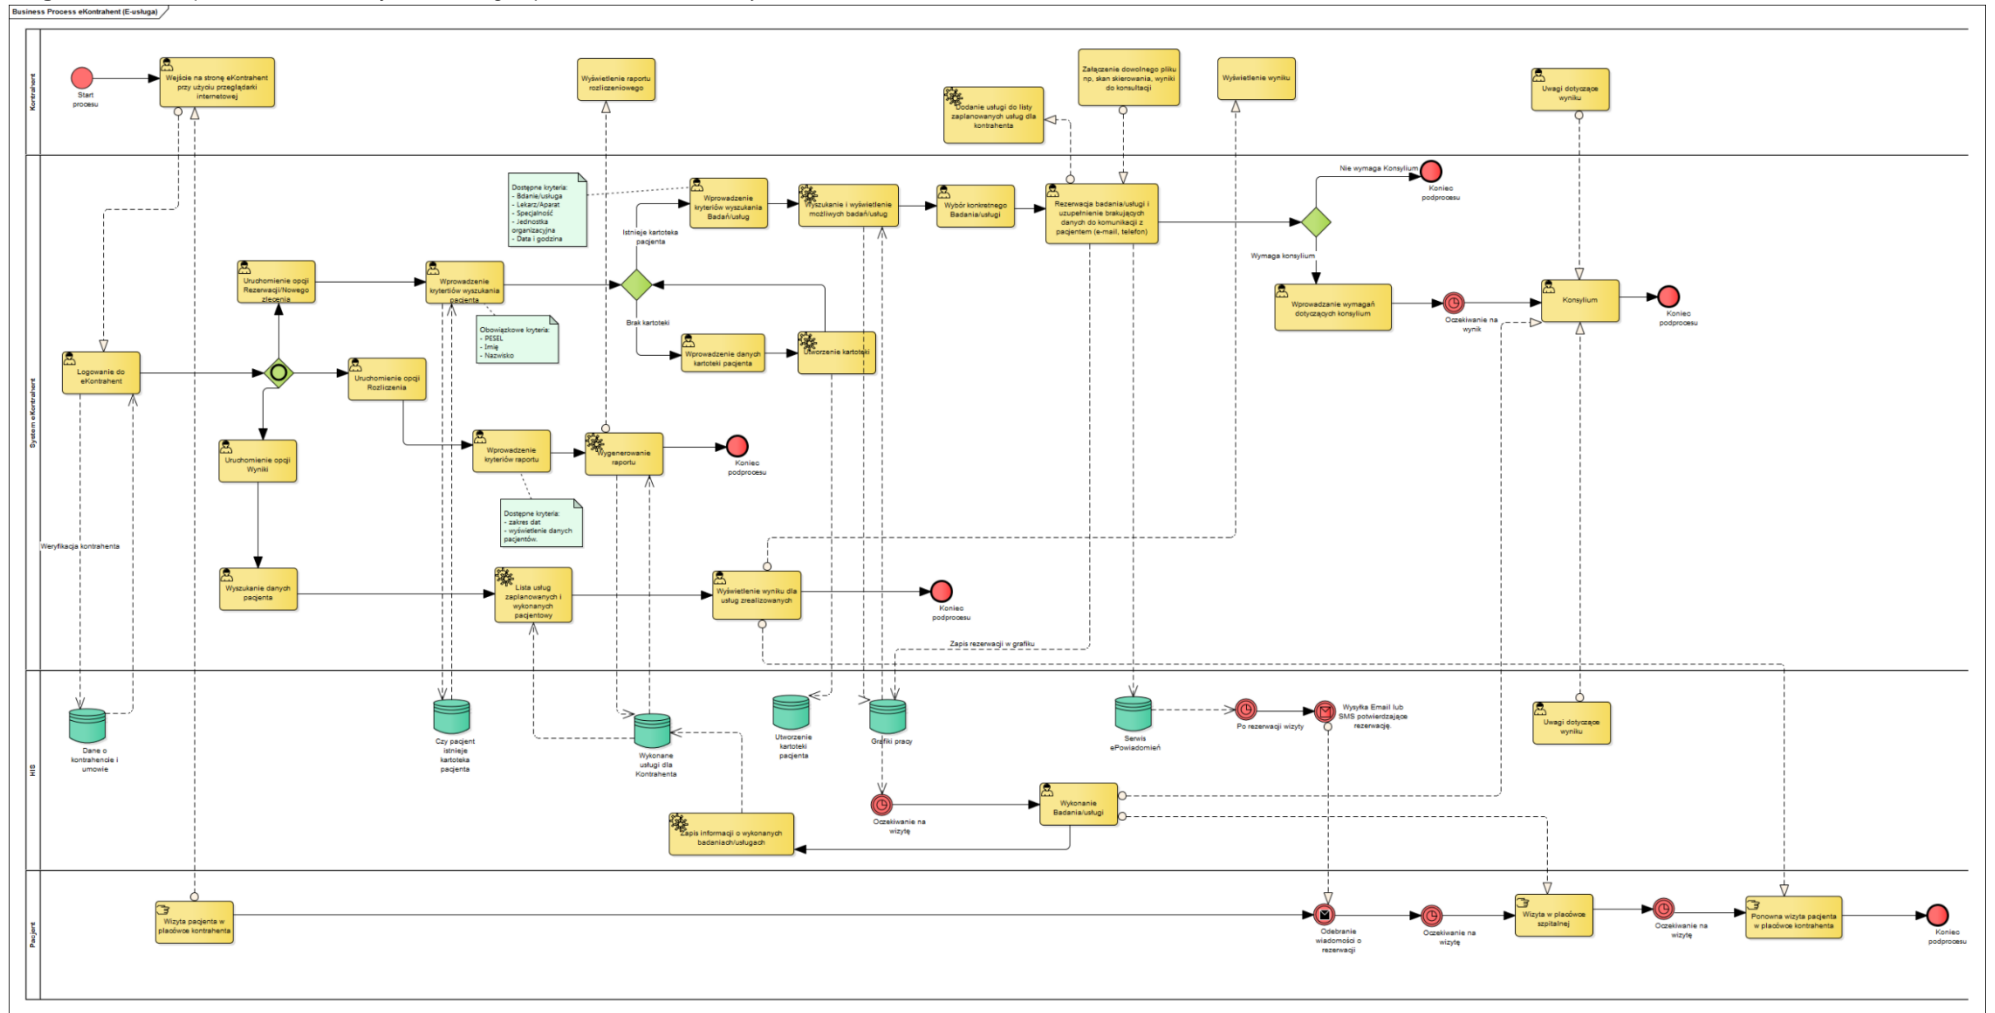 Business Process eKontrahent (E-usługa)
Kontrahent
Start
procesu
Wejście na stronę eKontrahent
przy użyciu przeglądarki
internetowej
Wyświetlenie raportu
rozliczeniowego
Dodanie usługi do listy
zaplanowanych usług dla
kontrahenta
Załączenie dowolnego pliku
np, skan skierowania, wyniki
do konsultacji
Wyświetlenie wyniku
Uwagi dotyczące
wyniku
System eKontrahent
Dostępne kryteria:
- Bdanie/usługa
- Lekarz/Aparat
- Specjalność
- Jednostka
organizacyjna
- Data i godzina
Wprowadzenie
kryteriów wyszukania
Badań/usług
Wyszukanie i wyświetlenie
możliwych badań/usług
Wybór konkretnego
Badania/usługi
Rezerwacja badania/usługi i
uzupełnienie brakujących
danych do komunikacji z
pacjentem (e-mail, telefon)
Nie wymaga Konsylium
Koniec
podprocesu
Istnieje kartoteka
pacjenta
Wymaga konsylium
Uruchomienie opcji
Rezerwacji/Nowego
zlecenia
Wprowadzenie
kryteriów wyszukania
pacjenta
Wprowadzanie wymagań
dotyczących konsylium
Oczekiwanie na
wynik
Konsylium
Koniec
podprocesu
Obowiązkowe kryteria:
- PESEL
- Imię
- Nazwisko
Brak kartoteki
Wprowadzenie danych
kartoteki pacjenta
Utworzenie kartoteki
Logowanie do
eKontrahent
Uruchomienie opcji
Rozliczenia
Uruchomienie opcji
Wyniki
Wprowadzenie
kryteriów raportu
Wygenerowanie
raportu
Koniec
podprocesu
Dostępne kryteria:
- zakres dat
- wyświetlenie danych
pacjentów.
Weryfikacja kontrahenta
Wyszukanie danych
pacjenta
Lista usług
zaplanowanych i
wykonanych
pacjentowy
Wyświetlenie wyniku dla
usług zrealizowanych
Koniec
podprocesu
Zapis rezerwacji w grafiku
HIS
Dane o
kontrahencie i
umowie
Czy pacjent
istnieje
kartoteka
pacjenta
Wykonane
usługi dla
Kontrahenta
Utworzenie
kartoteki
pacjenta
Grafiki pracy
Serwis
ePowiadomień
Po rezerwacji wizyty
Wysyłka Email lub
SMS potwierdzające
rezerwację.
Uwagi dotyczące
wyniku
Oczekiwanie na
wizytę
Wykonanie
Badania/usługi
Zapis informacji o wykonanych
badaniach/usługach
Pacjent
Wizyta pacjenta w
placówce kontrahenta
Odebranie
wiadomości o
rezerwacji
Oczekiwanie na
wizytę
Wizyta w placówce
szpitalnej
Oczekiwanie na
wizytę
Ponowna wizyta pacjenta
w placówce kontrahenta
Koniec
podprocesu